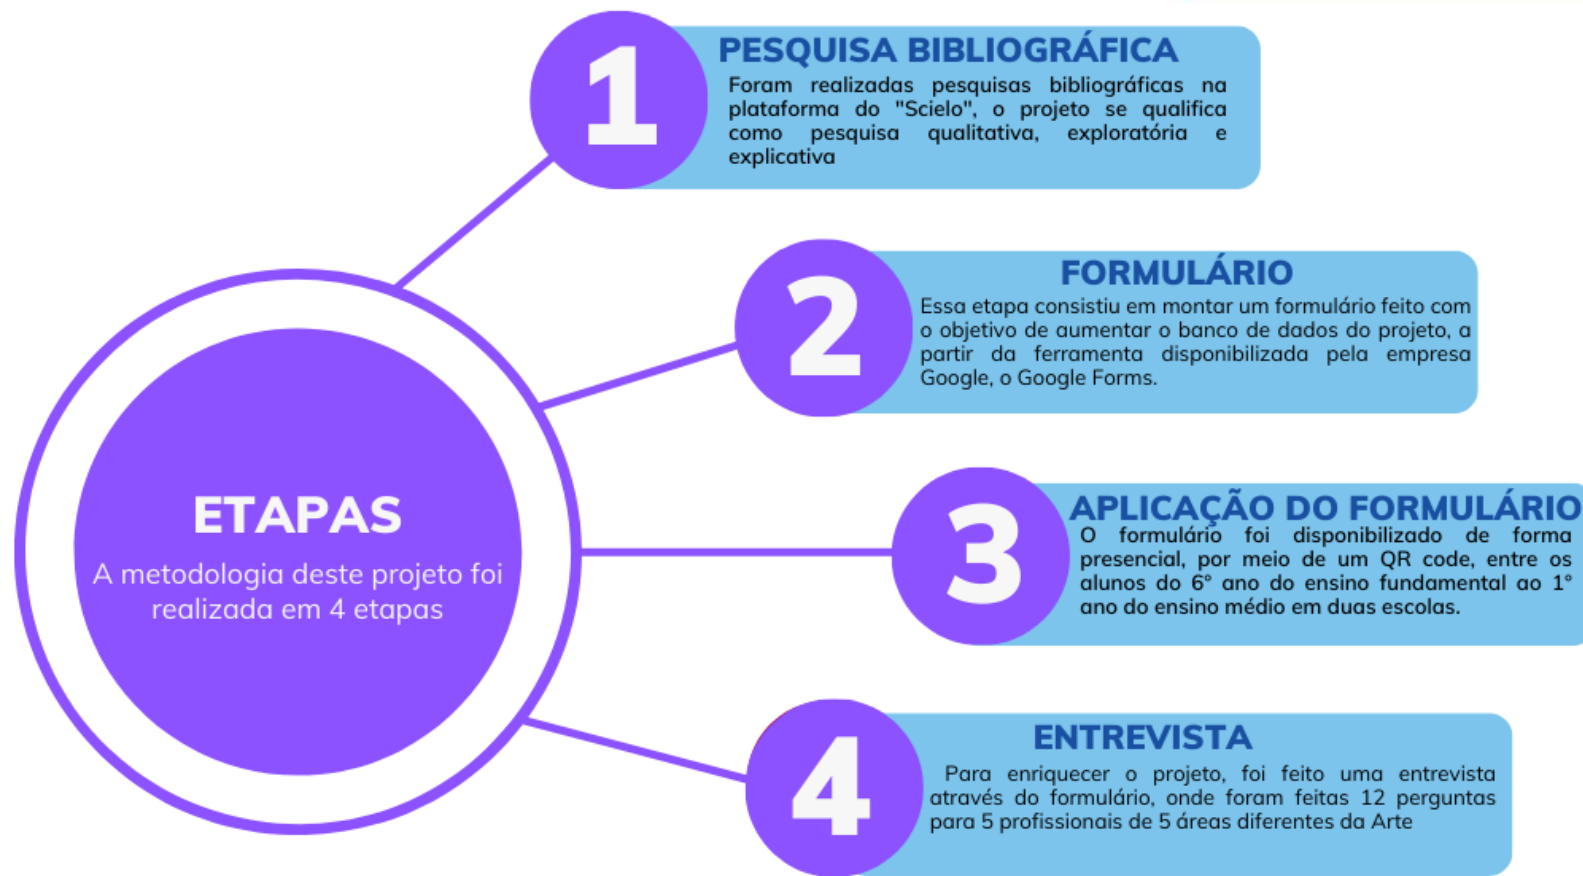 ETAPAS
A metodologia deste projeto foi
realizada em 4 etapas
1
PESQUISA BIBLIOGRÁFICA
Foram realizadas pesquisas bibliográficas na
plataforma do "Scielo", o projeto se qualifica
como pesquisa qualitativa, exploratória e
explicativa
2
FORMULÁRIO
Essa etapa consistiu em montar um formulário feito com
o objetivo de aumentar o banco de dados do projeto, a
partir da ferramenta disponibilizada pela empresa
Google, o Google Forms.
3
APLICAÇÃO DO FORMULÁRIO
O formulário foi disponibilizado de forma
presencial, por meio de um QR code, entre os
alunos do 6° ano do ensino fundamental ao 1°
ano do ensino médio em duas escolas.
4
ENTREVISTA
Para enriquecer o projeto, foi feito uma entrevista
através do formulário, onde foram feitas 12 perguntas
para 5 profissionais de 5 áreas diferentes da Arte